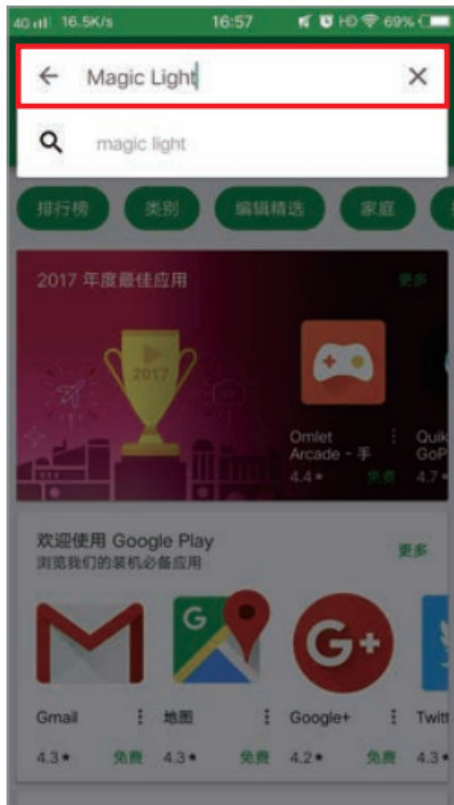 4G 16.5K/s 16:57 HD 69%
Magic Light
magic light
排行榜 类别 编辑精选 家庭
2017 年度最佳应用 更多
2017
Omlet Quik
Arcade - 手 GoP
4.4★ 免费 4.7★
欢迎使用 Google Play
浏览我们的装机必备应用 更多
G G+
Gmail 地图 Google+ Twitt
4.3★ 免费 4.3★ 免费 4.2★ 免费 4.3★